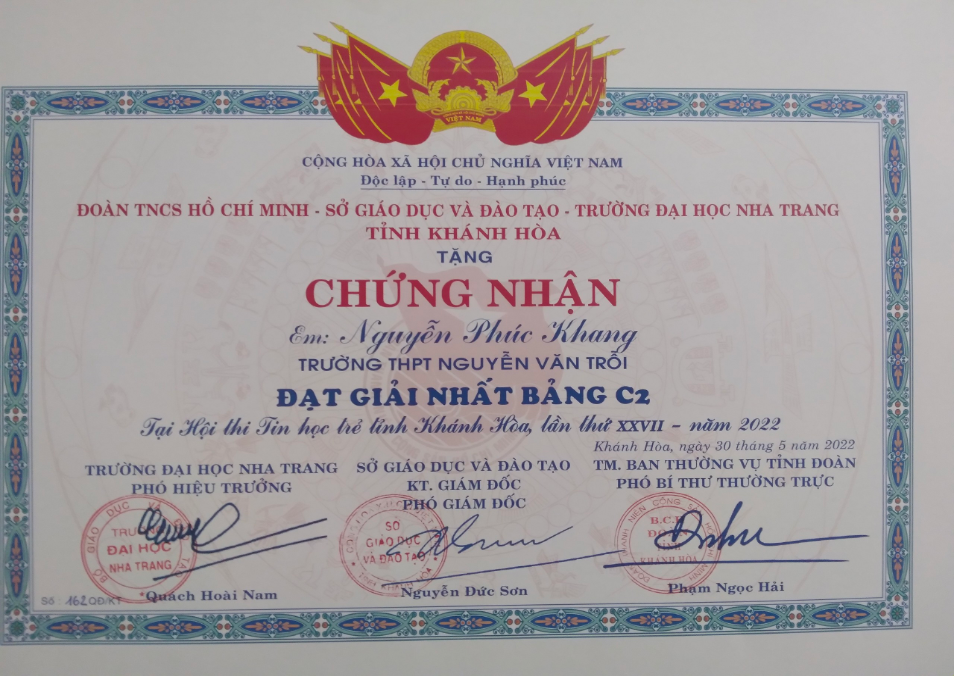 VIỆT NAM
CỘNG HÒA XÃ HỘI CHỦ NGHĨA VIỆT NAM
Độc lập - Tự do - Hạnh phúc
ĐOÀN TNCS HỒ CHÍ MINH - SỞ GIÁO DỤC VÀ ĐÀO TẠO - TRƯỜNG ĐẠI HỌC NHA TRANG
TỈNH KHÁNH HÒA
TẶNG
CHỨNG NHẬN
Em: Nguyễn Phúc Khang
TRƯỜNG THPT NGUYỄN VĂN TRỖI
ĐẠT GIẢI NHẤT BẢNG C2
Tại Hội thi Tin học trẻ tỉnh Khánh Hòa, lần thứ XXVII - năm 2022
Khánh Hòa, ngày 30 tháng 5 năm 2022
TRƯỜNG ĐẠI HỌC NHA TRANG
PHÓ HIỆU TRƯỞNG
SỞ GIÁO DỤC VÀ ĐÀO TẠO
KT. GIÁM ĐỐC
PHÓ GIÁM ĐỐC
TM. BAN THƯỜNG VỤ TỈNH ĐOÀN
PHÓ BÍ THƯ THƯỜNG TRỰC
ĐẠI HỌC
NHA TRANG
SỞ
GIÁO DỤC
VÀ ĐÀO TẠO
B.C.H
Quách Hoài Nam
Nguyễn Đức Sơn
Phạm Ngọc Hải
Số : 162 QĐ/KT